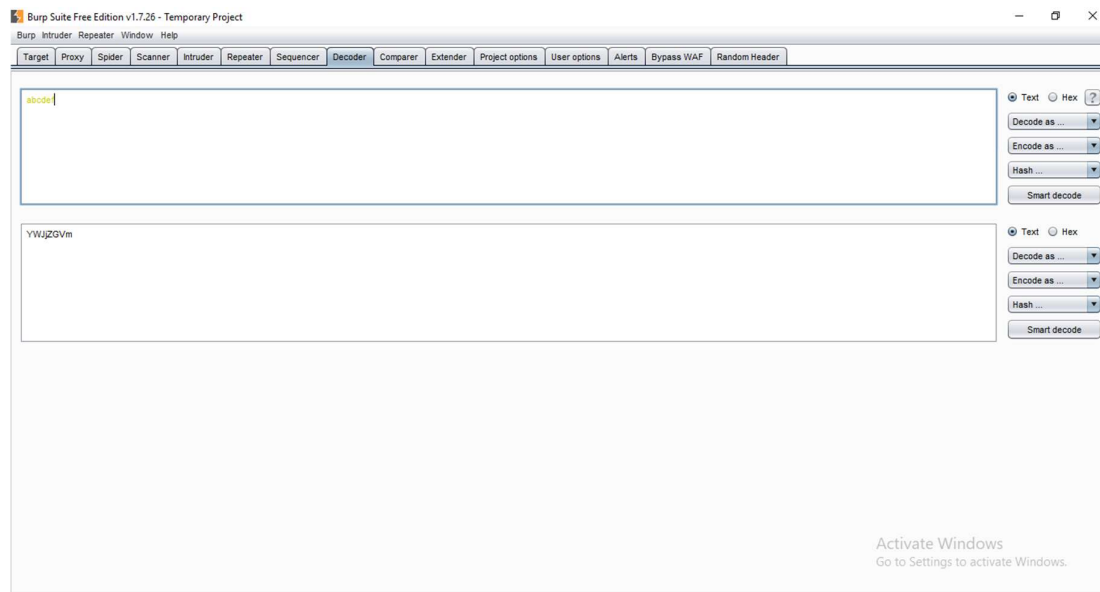 Burp Suite Free Edition v1.7.26 - Temporary Project
Burp Intruder Repeater Window Help
Target Proxy Spider Scanner Intruder Repeater Sequencer Decoder Comparer Extender Project options User options Alerts Bypass WAF Random Header
abcdef
Text Hex ?
Decode as ...
Encode as ...
Hash ...
Smart decode
YWJjZGVm
Text Hex
Decode as ...
Encode as ...
Hash ...
Smart decode
Activate Windows
Go to Settings to activate Windows.